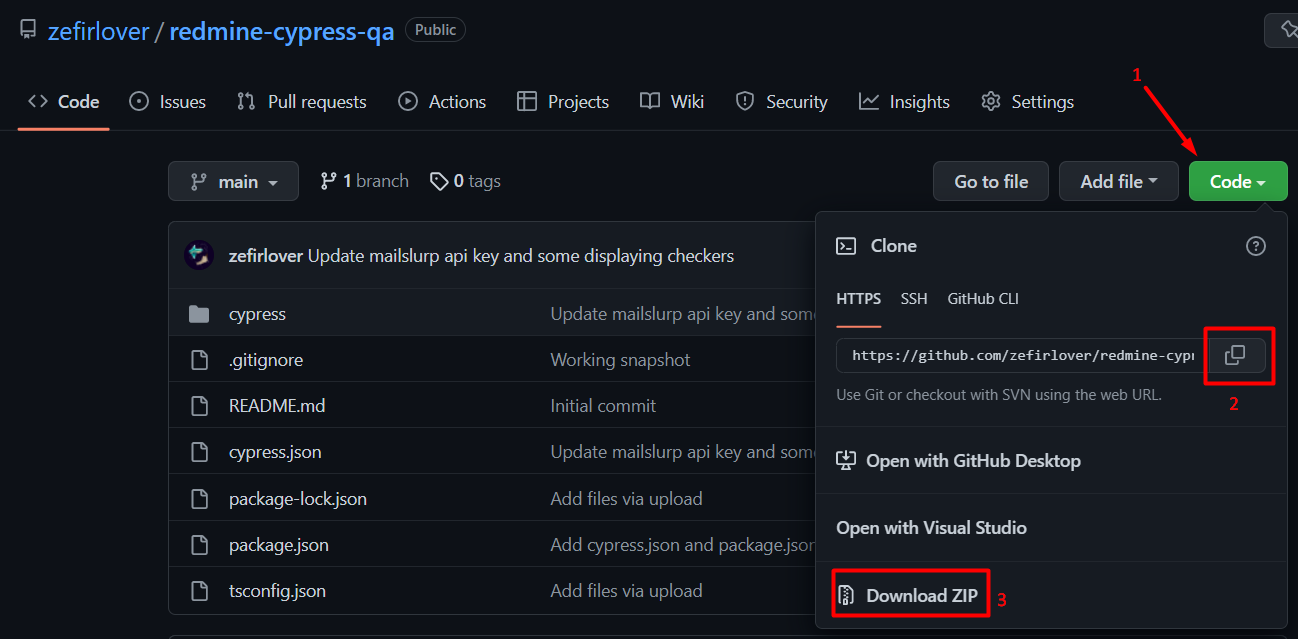 zefirlover / redmine-cypress-qa Public
1
Code Issues Pull requests Actions Projects Wiki Security Insights Settings
main 1 branch 0 tags Go to file Add file Code
zefirlover Update mailslurp api key and some displaying checkers
cypress Update mailslurp api key and som
.gitignore Working snapshot
README.md Initial commit
cypress.json Update mailslurp api key and som
package-lock.json Add files via upload
package.json Add cypress.json and package.jsor
tsconfig.json Add files via upload
Clone
HTTPS SSH GitHub CLI
https://github.com/zefirlover/redmine-cypr
2
Use Git or checkout with SVN using the web URL.
Open with GitHub Desktop
Open with Visual Studio
Download ZIP 3